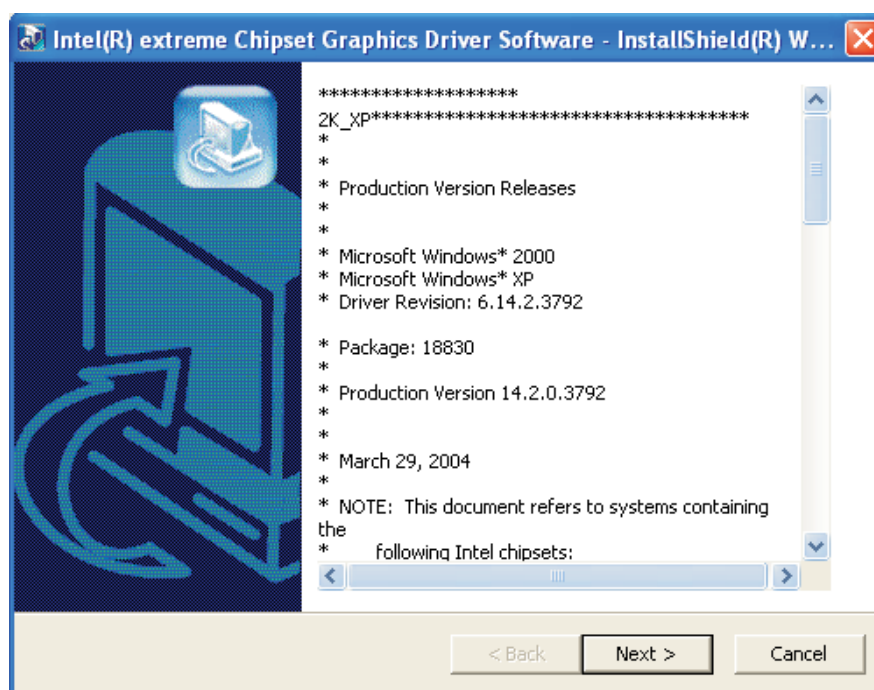 Intel(R) extreme Chipset Graphics Driver Software - InstallShield(R) W...
*******************
2K_XP************************************
*
*
* Production Version Releases
*
*
* Microsoft Windows* 2000
* Microsoft Windows* XP
* Driver Revision: 6.14.2.3792
* Package: 18830
*
* Production Version 14.2.0.3792
*
*
* March 29, 2004
*
* NOTE: This document refers to systems containing
the
* following Intel chipsets:
< Back
Next >
Cancel